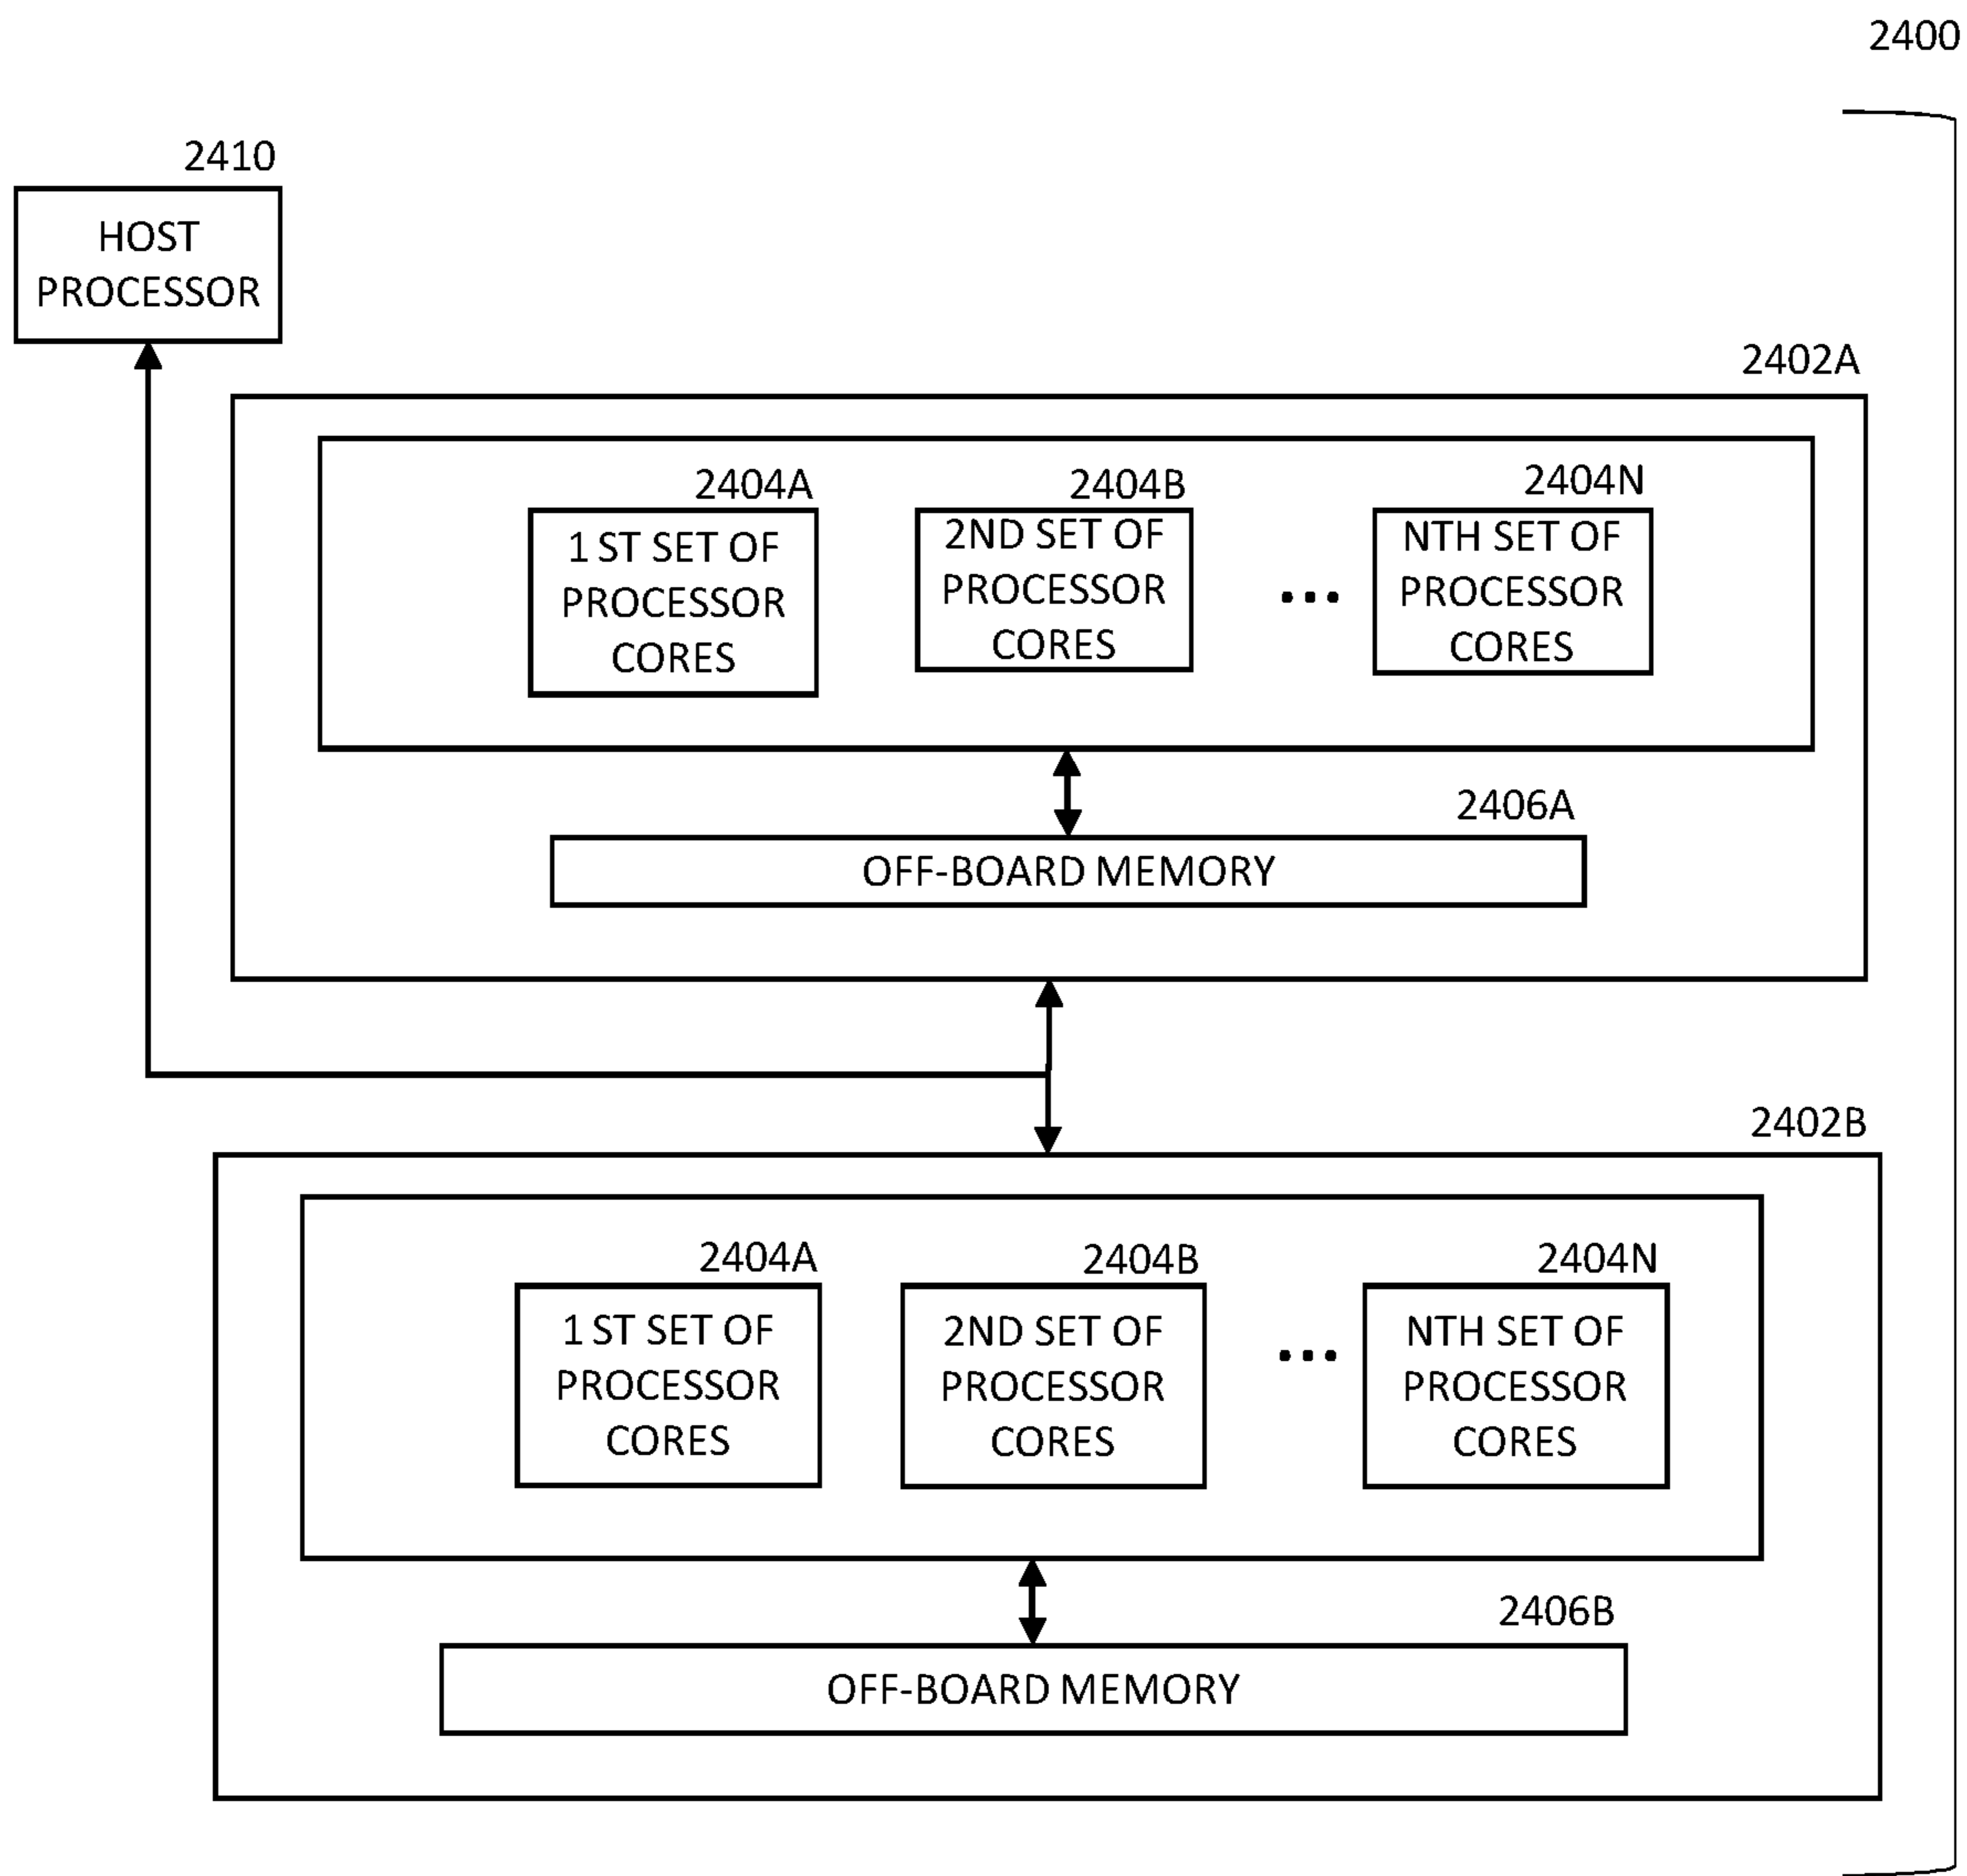 2400
2410
HOST
PROCESSOR
2402A
2404A
1 ST SET OF
PROCESSOR
CORES
2404B
2ND SET OF
PROCESSOR
CORES
...
2404N
NTH SET OF
PROCESSOR
CORES
2406A
OFF-BOARD MEMORY
2402B
2404A
1 ST SET OF
PROCESSOR
CORES
2404B
2ND SET OF
PROCESSOR
CORES
...
2404N
NTH SET OF
PROCESSOR
CORES
2406B
OFF-BOARD MEMORY